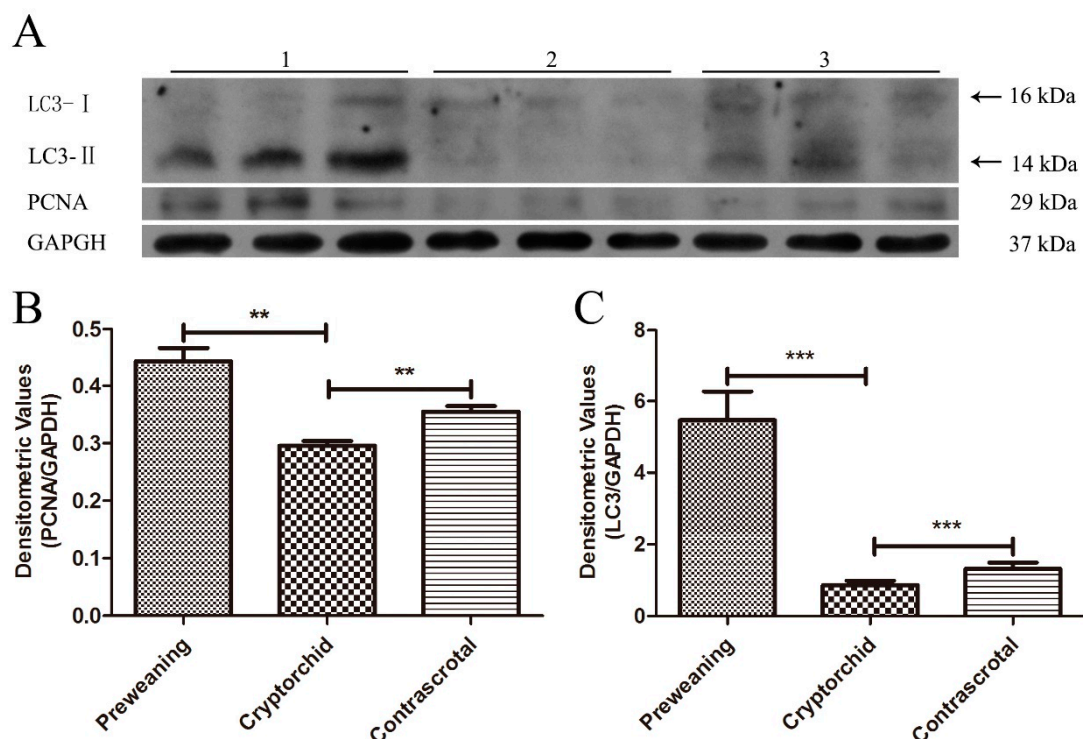 A
1 2 3
LC3-Ⅰ
← 16 kDa
LC3-Ⅱ
← 14 kDa
PCNA
29 kDa
GAPGH
37 kDa
B
Densitometric Values
(PCNA/GAPDH)
0.5
0.4
0.3
0.2
0.1
0.0
**
**
Preweaning
Cryptorchid
Contrascrotal
C
Densitometric Values
(LC3/GAPDH)
8
6
4
2
0
***
***
Preweaning
Cryptorchid
Contrascrotal